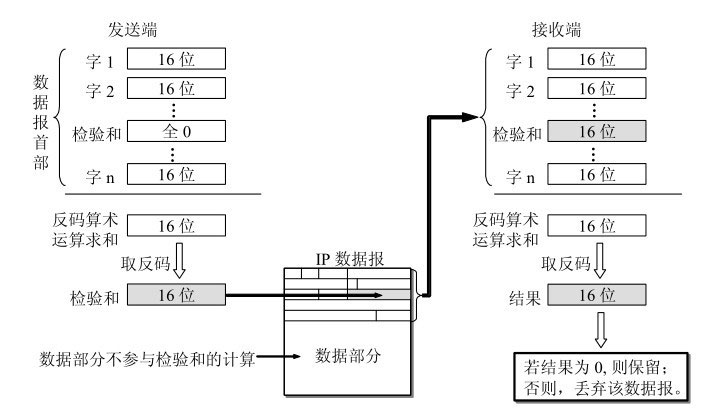 发送端
数据报首部
字 1
16 位
字 2
16 位
检验和
全 0
字 n
16 位
反码算术
运算求和
16 位
取反码
检验和
16 位
数据部分不参与检验和的计算
IP 数据报
数据部分
接收端
字 1
16 位
字 2
16 位
检验和
16 位
字 n
16 位
反码算术
运算求和
16 位
取反码
结果
16 位
若结果为 0, 则保留；
否则，丢弃该数据报。